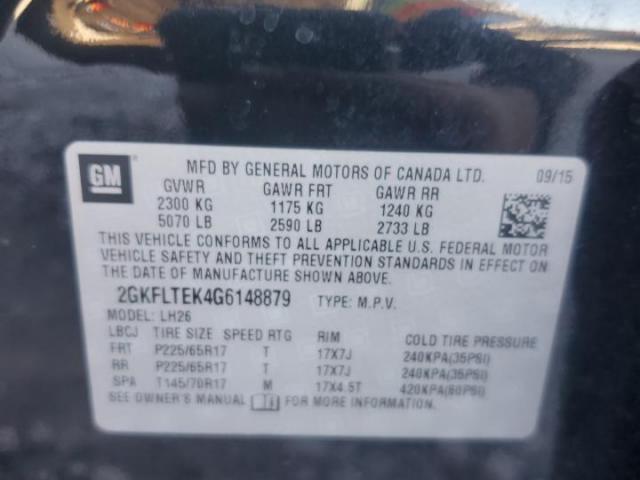 GM
MFD BY GENERAL MOTORS OF CANADA LTD. 09/15
GVWR GAWR FRT GAWR RR
2300 KG 1175 KG 1240 KG
5070 LB 2590 LB 2733 LB
THIS VEHICLE CONFORMS TO ALL APPLICABLE U.S. FEDERAL MOTOR
VEHICLE SAFETY AND THEFT PREVENTION STANDARDS IN
EFFECT ON THE DATE OF MANUFACTURE SHOWN ABOVE.
2GKFLTEK4G6148879 TYPE: M.P.V.
MODEL: LH26
LBCJ TIRE SIZE SPEED RTG RIM COLD TIRE PRESSURE
FRT P225/65R17 T 17X7J 240KPA(35PSI)
RR P225/65R17 T 17X7J 240KPA(35PSI)
SPA T145/70R17 M 17X4.5T 420KPA(60PSI)
SEE OWNER'S MANUAL FOR MORE INFORMATION.